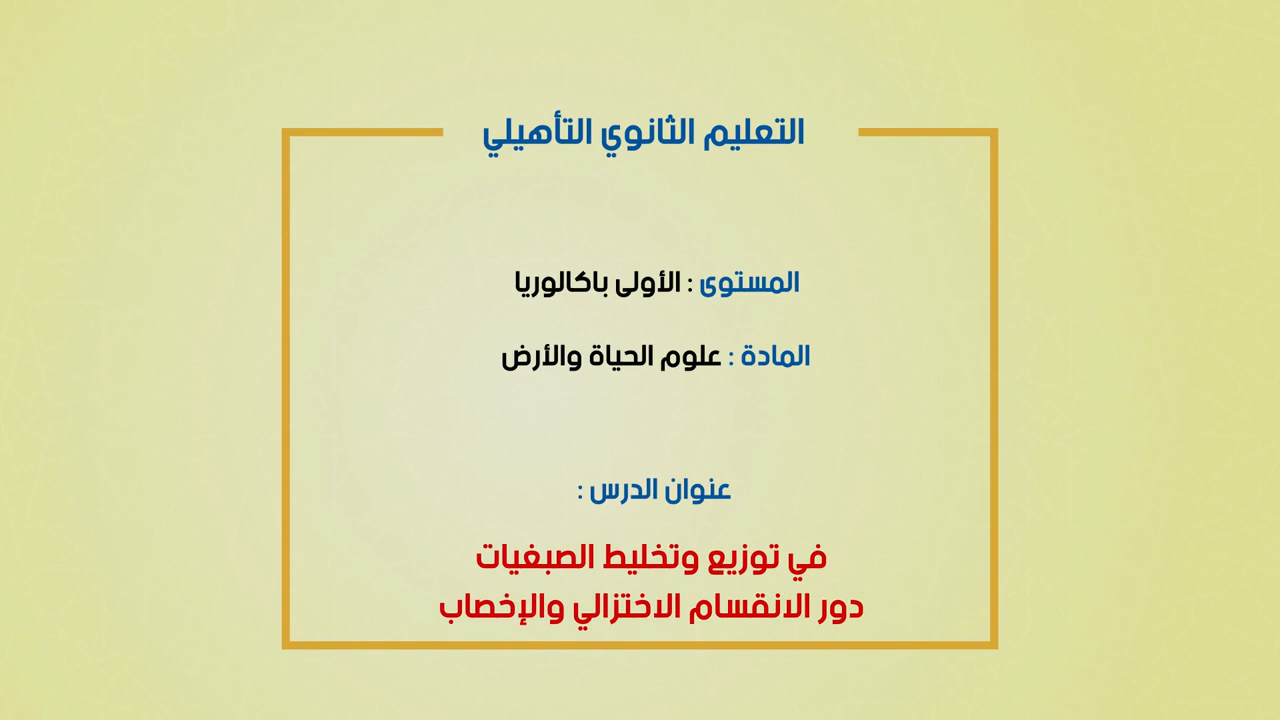 التعليم الثانوي التأهيلي
المستوى : الأولى باكالوريا
المادة : علوم الحياة والأرض
عنوان الدرس :
في توزيع وتخليط الصبغيات
دور الانقسام الاختزالي والإخصاب